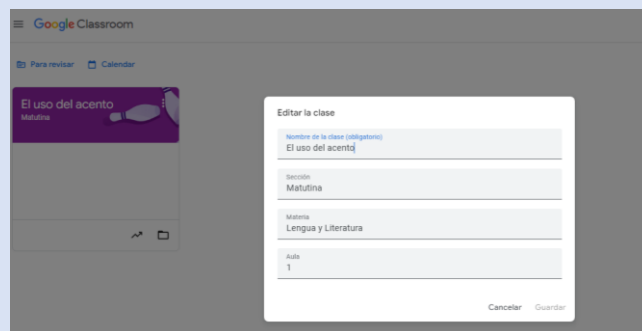 Google Classroom
Para revisar Calendar
El uso del acento
Matutina
Editar la clase
Nombre de la clase (obligatorio)
El uso del acento
Sección
Matutina
Materia
Lengua y Literatura
Aula
1
Cancelar Guardar